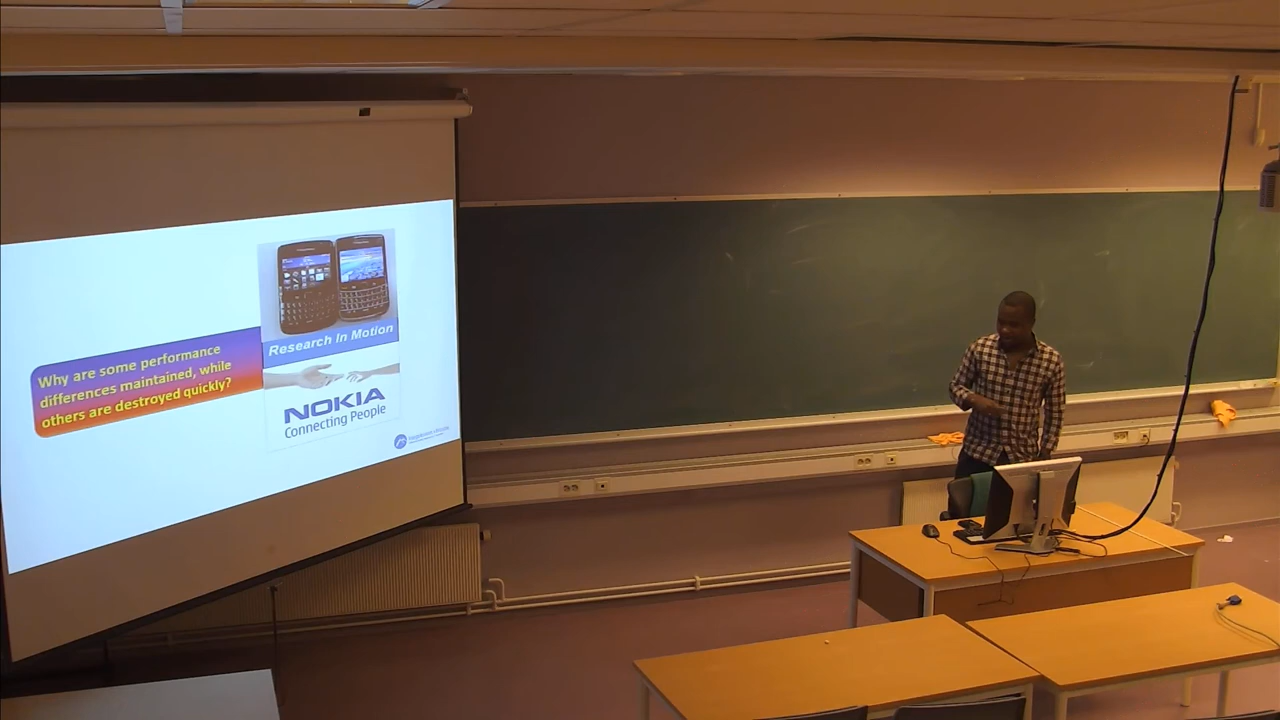 Why are some performance
differences maintained, while
others are destroyed quickly?
Research In Motion
NOKIA
Connecting People